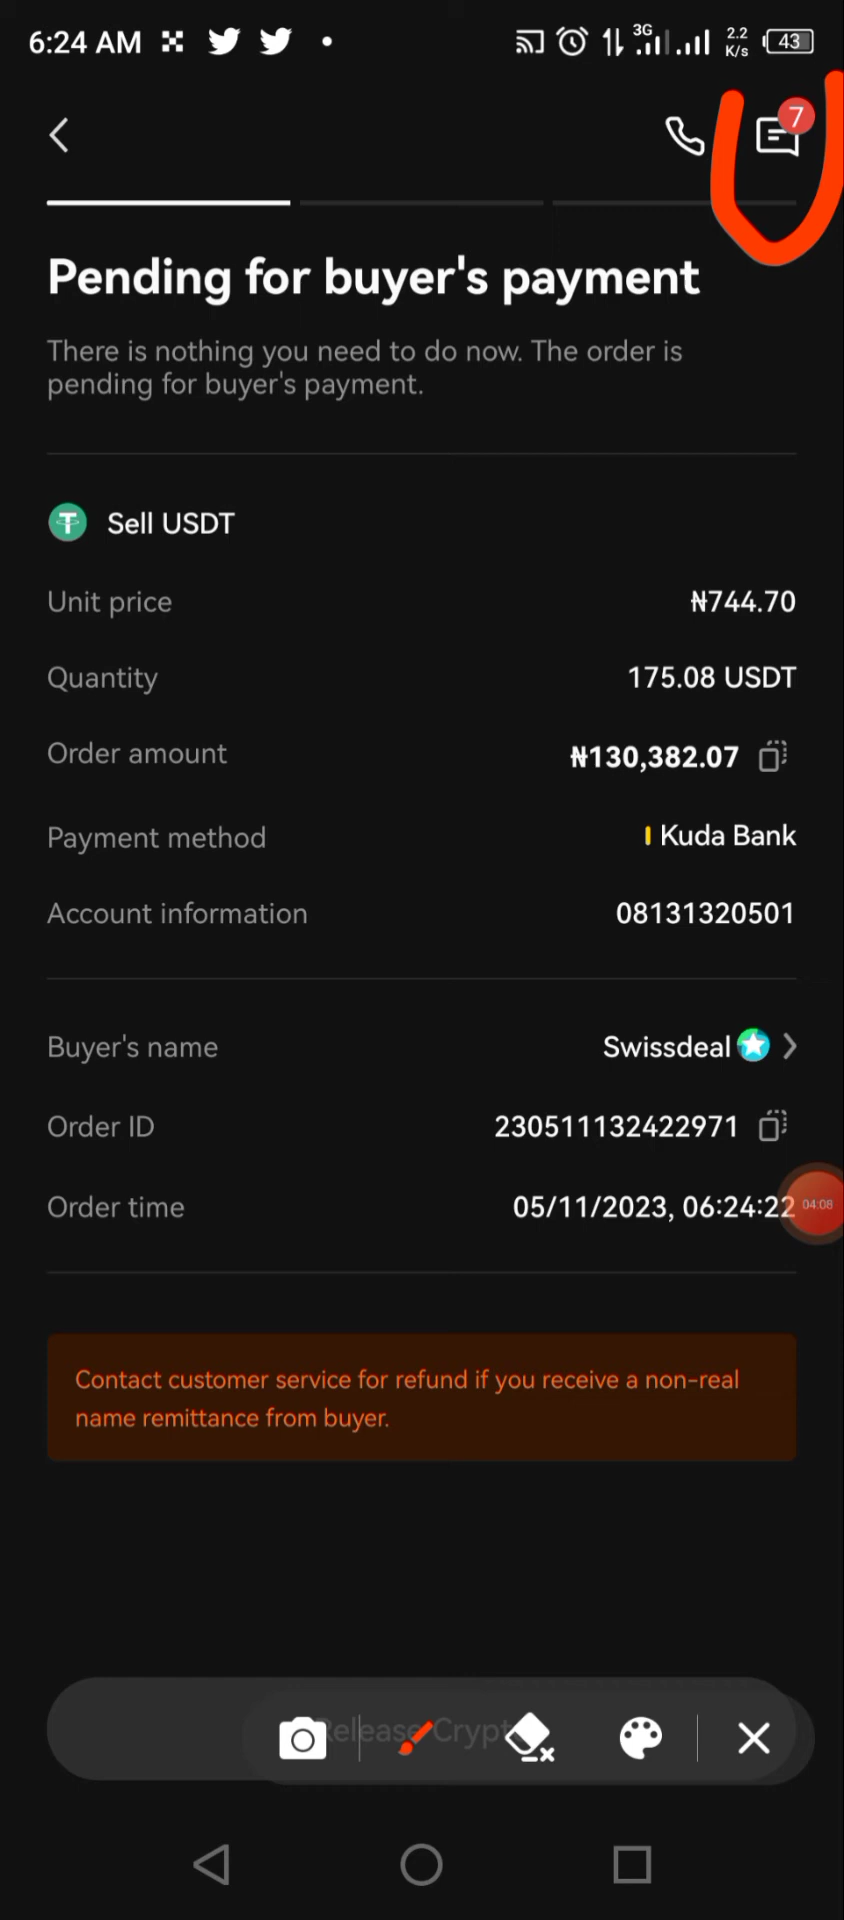 6:24 AM
3G
2.2
K/s
43
7
Pending for buyer's payment
There is nothing you need to do now. The order is
pending for buyer's payment.
Sell USDT
Unit price
₦744.70
Quantity
175.08 USDT
Order amount
₦130,382.07
Payment method
Kuda Bank
Account information
08131320501
Buyer's name
Swissdeal
Order ID
230511132422971
Order time
05/11/2023, 06:24:22
04:08
Contact customer service for refund if you receive a non-real
name remittance from buyer.
Release